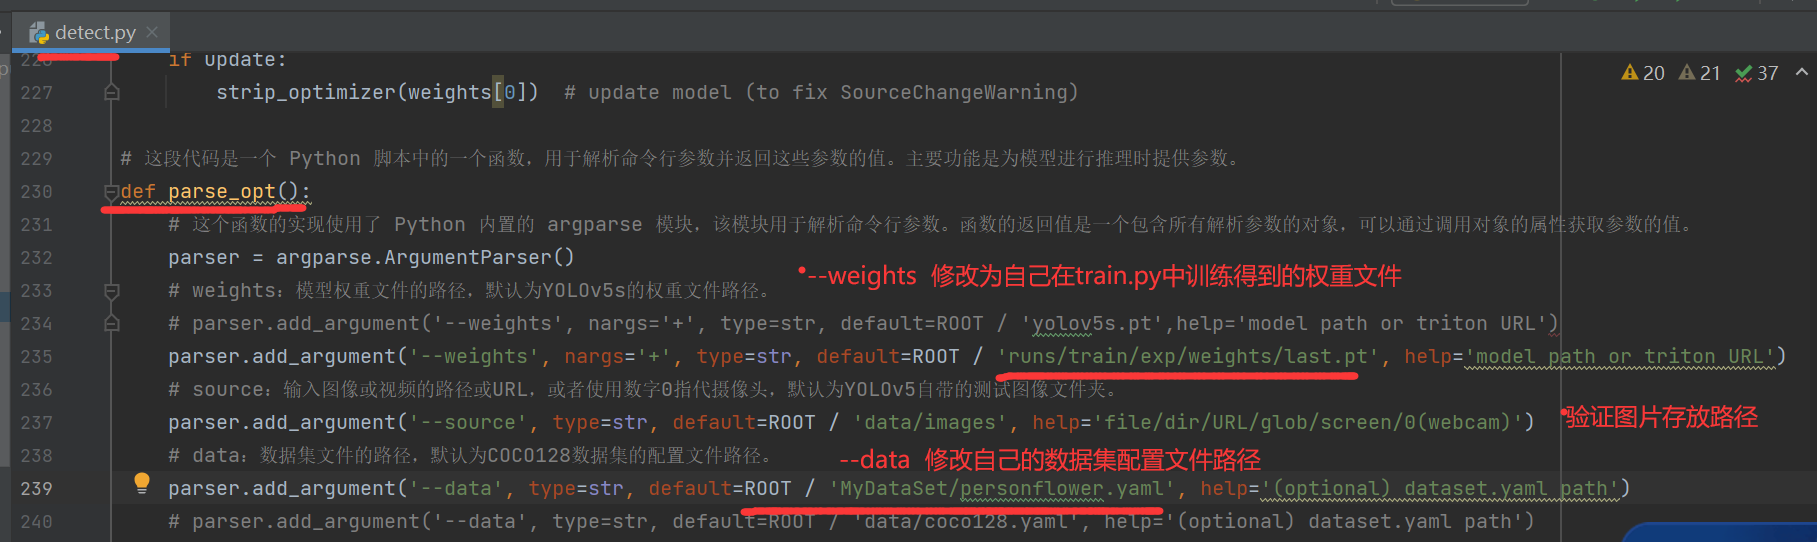 detect.py
226 if update:
20 21 37
227 strip_optimizer(weights[0]) # update model (to fix SourceChangeWarning)
228
229 # 这段代码是一个 Python 脚本中的一个函数，用于解析命令行参数并返回这些参数的值。主要功能是为模型进行推理时提供参数。
230 def parse_opt():
231 # 这个函数的实现使用了 Python 内置的 argparse 模块，该模块用于解析命令行参数。函数的返回值是一个包含所有解析参数的对象，可以通过调用对象的属性获取参数的值。
232 parser = argparse.ArgumentParser()
--weights 修改为自己在train.py中训练得到的权重文件
233 # weights：模型权重文件的路径，默认为YOLOv5s的权重文件路径。
234 # parser.add_argument('--weights', nargs='+', type=str, default=ROOT / 'yolov5s.pt',help='model path or triton URL')
235 parser.add_argument('--weights', nargs='+', type=str, default=ROOT / 'runs/train/exp/weights/last.pt', help='model path or triton URL')
236 # source：输入图像或视频的路径或URL，或者使用数字0指代摄像头，默认为YOLOv5自带的测试图像文件夹。
237 parser.add_argument('--source', type=str, default=ROOT / 'data/images', help='file/dir/URL/glob/screen/0(webcam)')
验证图片存放路径
238 # data：数据集文件的路径，默认为COCO128数据集的配置文件路径。
--data 修改自己的数据集配置文件路径
239 parser.add_argument('--data', type=str, default=ROOT / 'MyDataSet/personflower.yaml', help='(optional) dataset.yaml path')
240 # parser.add_argument('--data', type=str, default=ROOT / 'data/coco128.yaml', help='(optional) dataset.yaml path')